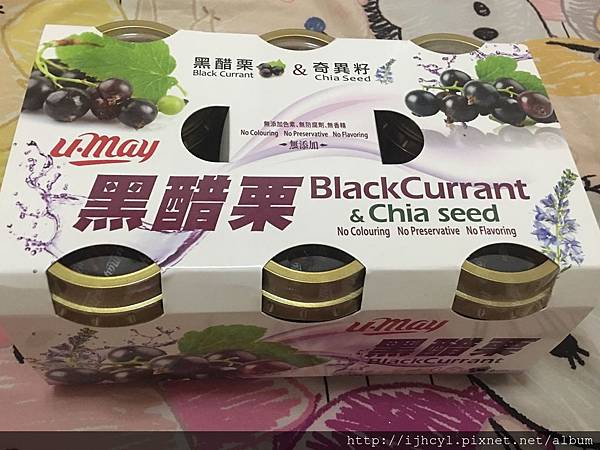 黑醋栗 & 奇異籽
Black Currant Chia Seed
無添加色素、無防腐劑、無香精
No Colouring No Preservative No Flavoring
無添加
u·may
黑醋栗
BlackCurrant
& Chia seed
No Colouring No Preservative No Flavoring
u·may
黑醋栗
BlackCurrant
http://ijhcyl.pixnet.net/album